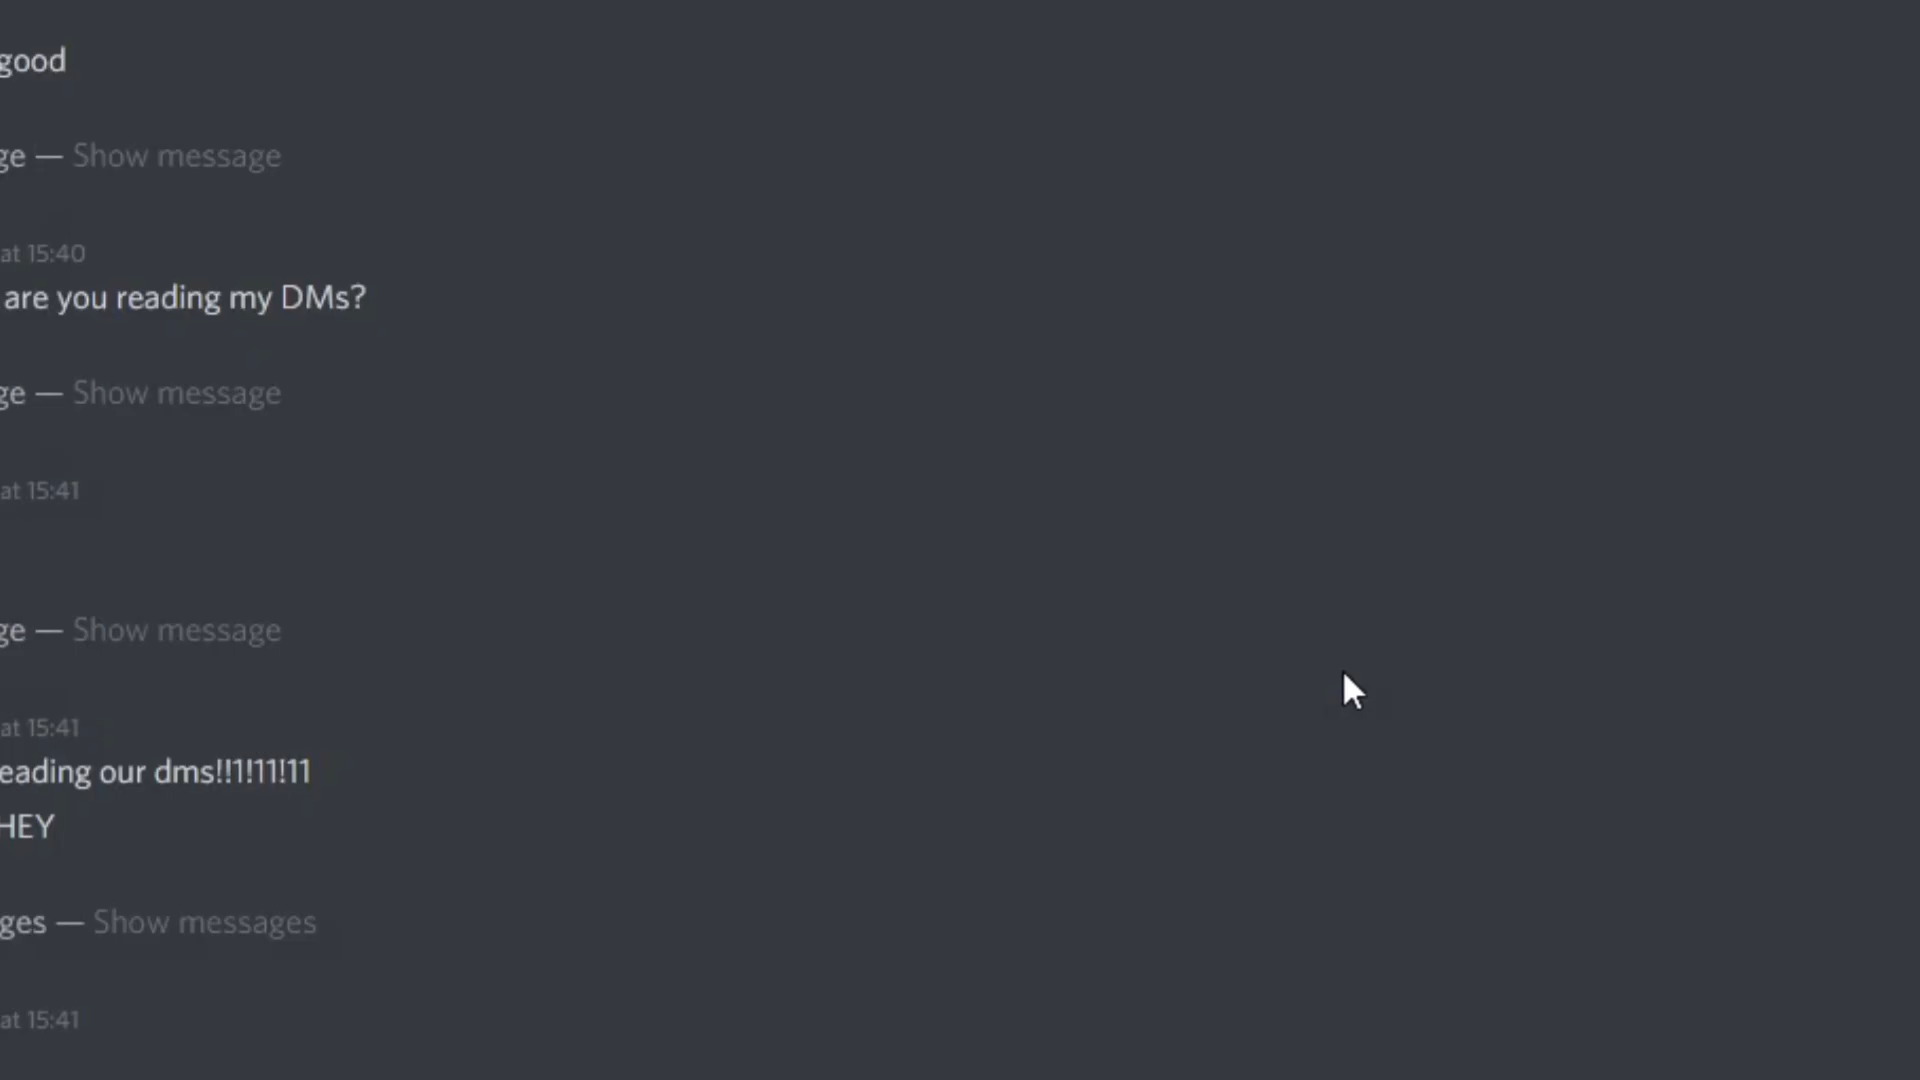 good
ge — Show message
at 15:40
are you reading my DMs?
ge — Show message
at 15:41
ge — Show message
at 15:41
eading our dms!!1!11!11
HEY
ges — Show messages
at 15:41